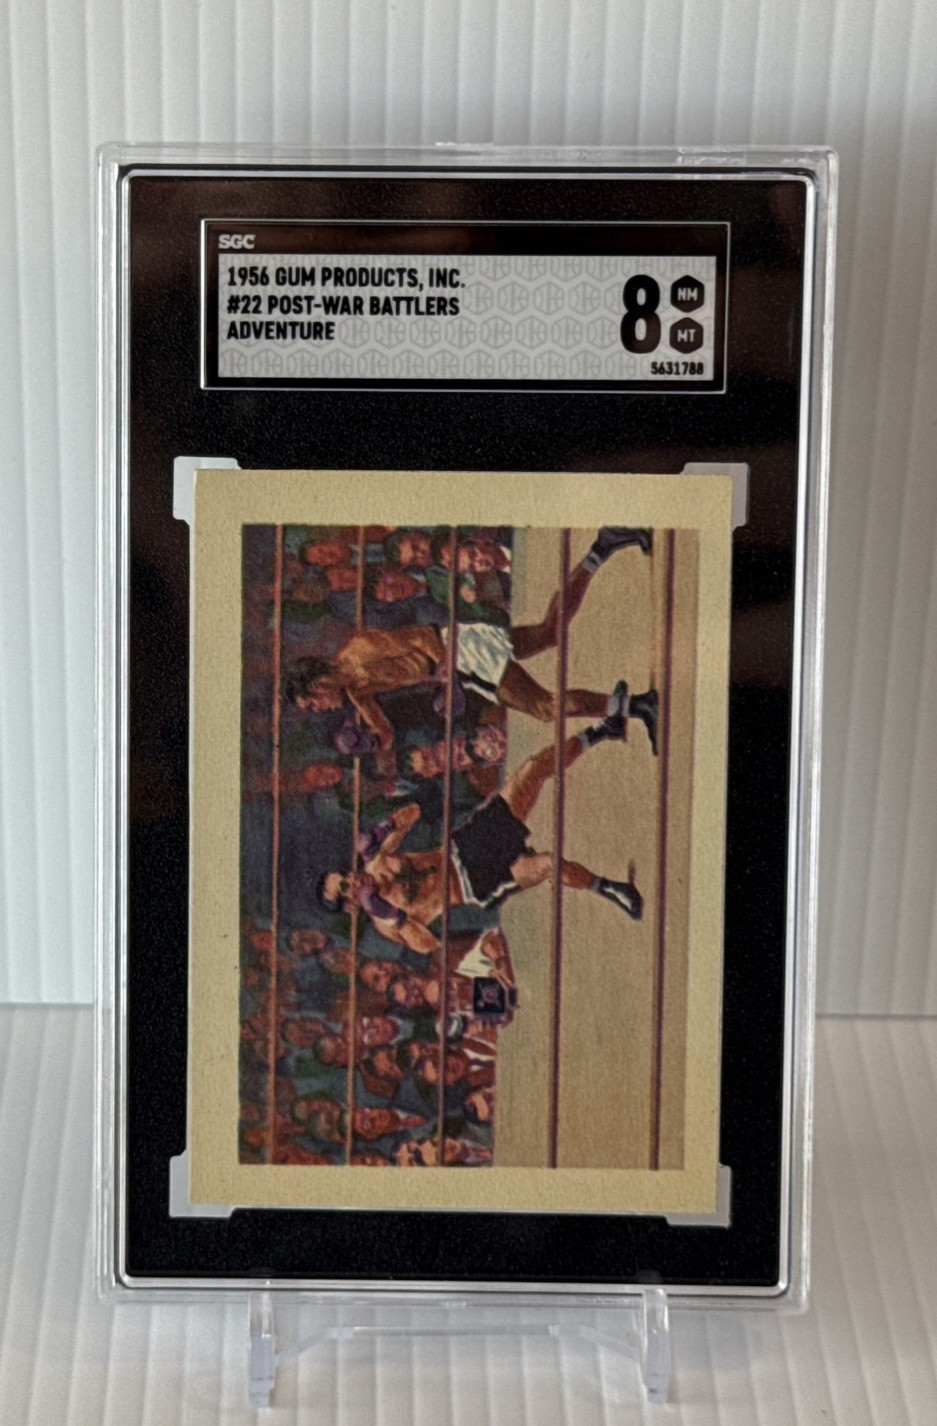 SGC
1956 GUM PRODUCTS, INC.
#22 POST-WAR BATTLERS
ADVENTURE
8
NM
MT
5631788